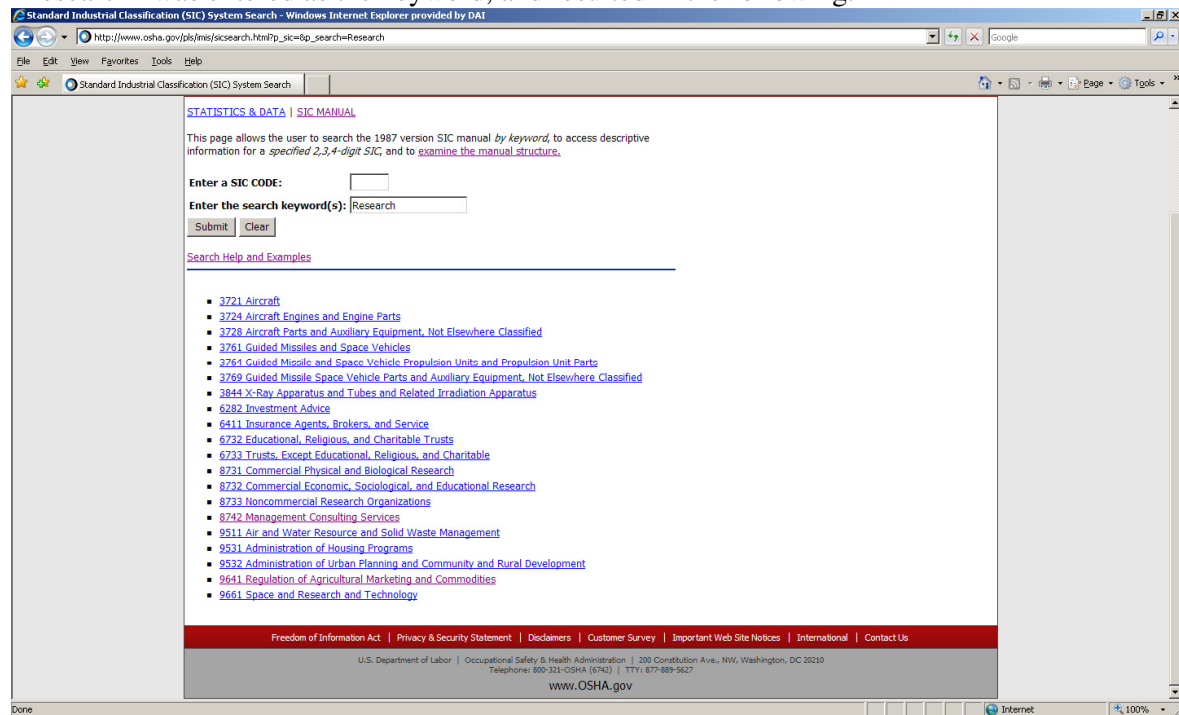 Standard Industrial Classification (SIC) System Search - Windows Internet Explorer provided by DAI
http://www.osha.gov/pls/imis/sicsearch.html?p_sic=&p_search=Research
Google
File Edit View Favorites Tools Help
Standard Industrial Classification (SIC) System Search
Page Tools
STATISTICS & DATA | SIC MANUAL
This page allows the user to search the 1987 version SIC manual by keyword, to access descriptive
information for a specified 2,3,4-digit SIC, and to examine the manual structure.
Enter a SIC CODE:
Enter the search keyword(s): Research
Submit Clear
Search Help and Examples
3721 Aircraft
3724 Aircraft Engines and Engine Parts
3728 Aircraft Parts and Auxiliary Equipment, Not Elsewhere Classified
3761 Guided Missiles and Space Vehicles
3764 Guided Missile and Space Vehicle Propulsion Units and Propulsion Unit Parts
3769 Guided Missile Space Vehicle Parts and Auxiliary Equipment, Not Elsewhere Classified
3844 X-Ray Apparatus and Tubes and Related Irradiation Apparatus
6282 Investment Advice
6411 Insurance Agents, Brokers, and Service
6732 Educational, Religious, and Charitable Trusts
6733 Trusts, Except Educational, Religious, and Charitable
8731 Commercial Physical and Biological Research
8732 Commercial Economic, Sociological, and Educational Research
8733 Noncommercial Research Organizations
8742 Management Consulting Services
9511 Air and Water Resource and Solid Waste Management
9531 Administration of Housing Programs
9532 Administration of Urban Planning and Community and Rural Development
9641 Regulation of Agricultural Marketing and Commodities
9661 Space and Research and Technology
Freedom of Information Act | Privacy & Security Statement | Disclaimers | Customer Survey | Important Web Site Notices | International | Contact Us
U.S. Department of Labor | Occupational Safety & Health Administration | 200 Constitution Ave., NW, Washington, DC 20210
Telephone: 800-321-OSHA (6742) | TTY: 877-889-5627
www.OSHA.gov
Done Internet 100%